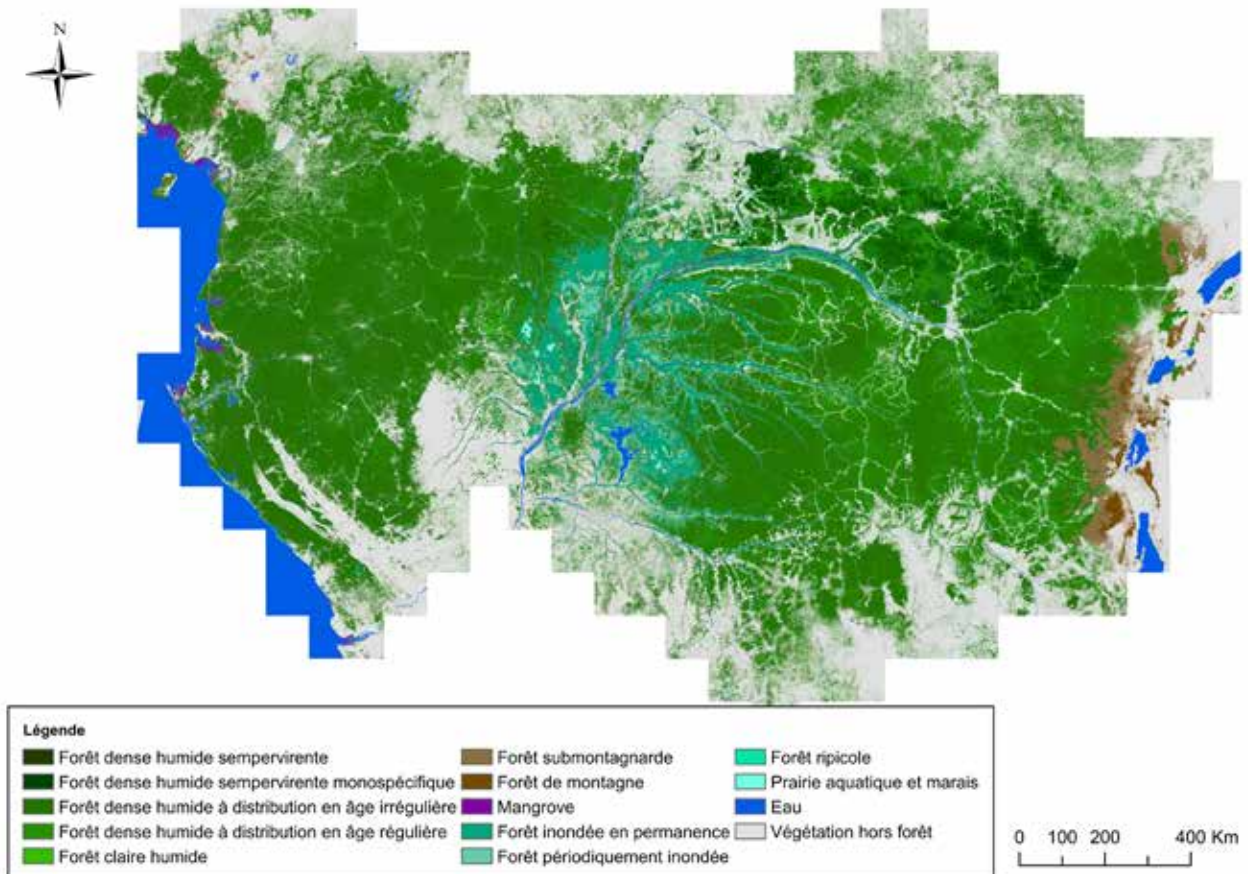 N
Légende
Forêt dense humide sempervirente
Forêt dense humide sempervirente monospécifique
Forêt dense humide à distribution en âge irrégulière
Forêt dense humide à distribution en âge régulière
Forêt claire humide
Forêt submontagnarde
Forêt de montagne
Mangrove
Forêt inondée en permanence
Forêt périodiquement inondée
Forêt ripicole
Prairie aquatique et marais
Eau
Végétation hors forêt
0 100 200 400 Km